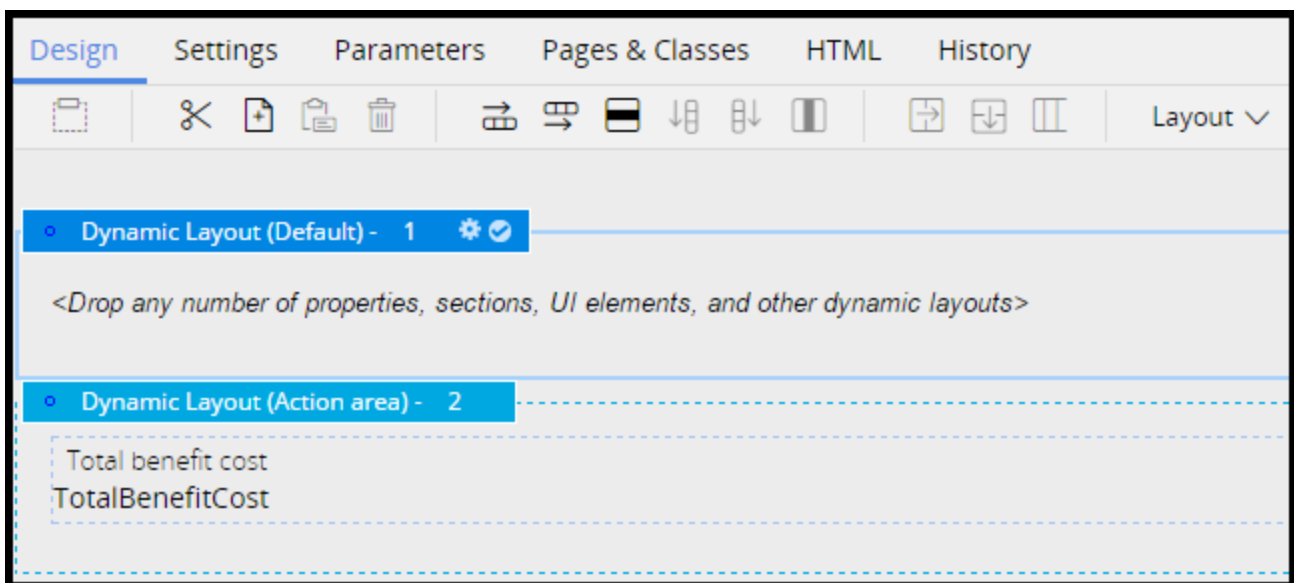 Design Settings Parameters Pages & Classes HTML History
Layout
Dynamic Layout (Default) - 1
<Drop any number of properties, sections, UI elements, and other dynamic layouts>
Dynamic Layout (Action area) - 2
Total benefit cost
TotalBenefitCost